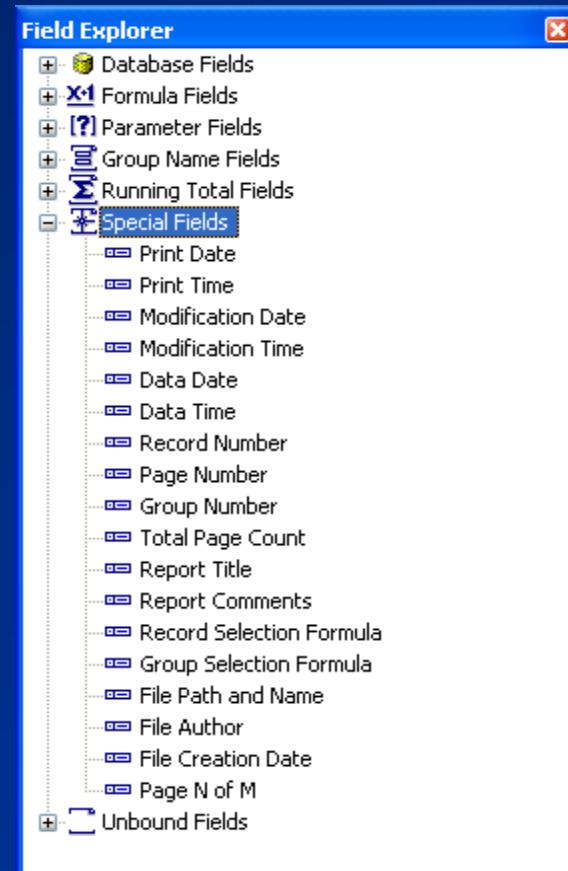 Field Explorer
Database Fields
X+1 Formula Fields
[?] Parameter Fields
Group Name Fields
Σ Running Total Fields
Special Fields
Print Date
Print Time
Modification Date
Modification Time
Data Date
Data Time
Record Number
Page Number
Group Number
Total Page Count
Report Title
Report Comments
Record Selection Formula
Group Selection Formula
File Path and Name
File Author
File Creation Date
Page N of M
Unbound Fields